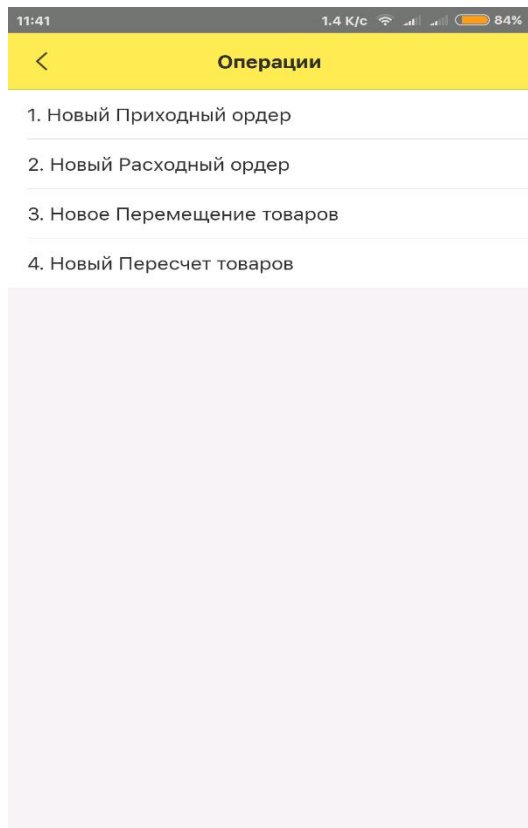 11:41 1.4 K/c 84%
Операции
1. Новый Приходный ордер
2. Новый Расходный ордер
3. Новое Перемещение товаров
4. Новый Пересчет товаров